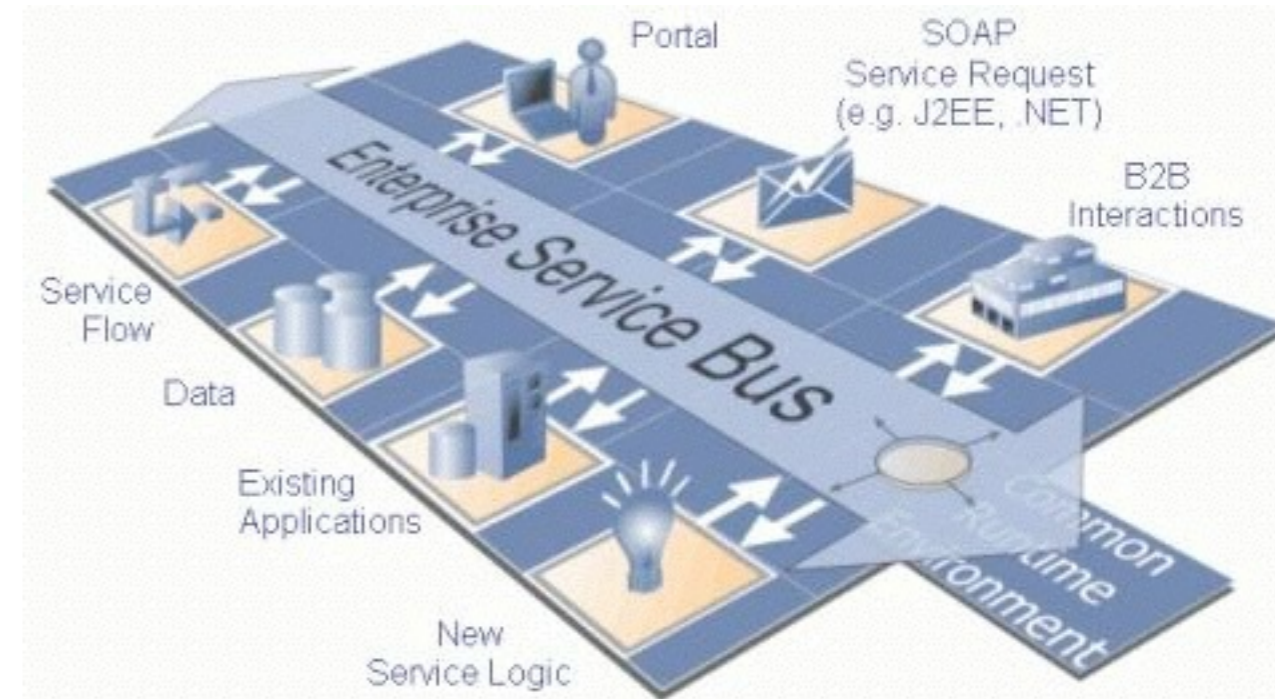 Portal
SOAP
Service Request
(e.g. J2EE, .NET)
B2B
Interactions
Enterprise Service Bus
Service
Flow
Data
Existing
Applications
New
Service Logic
Common
Runtime
Environment